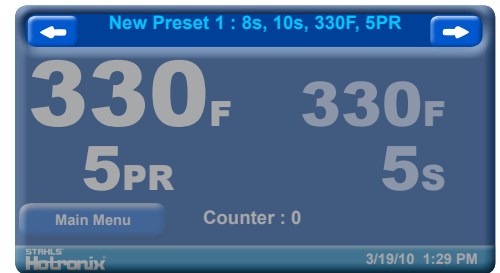 New Preset 1 : 8s, 10s, 330F, 5PR
330F 330F
5PR 5S
Main Menu Counter : 0
STAHLS'
Hotronix 3/19/10 1:29 PM